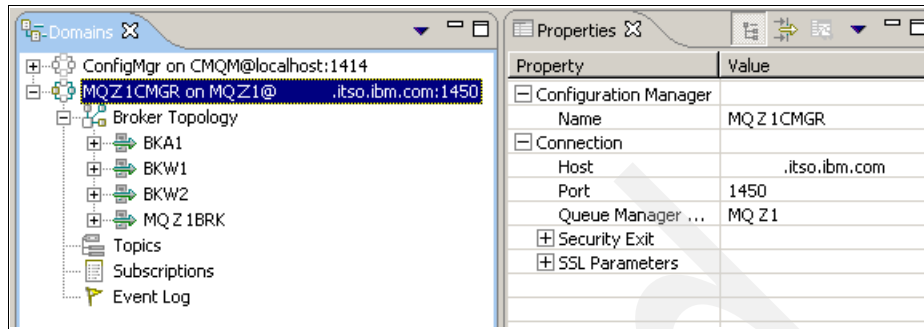 Domains
ConfigMgr on CMQM@localhost:1414
MQZ1CMGR on MQZ1@ .itso.ibm.com:1450
Broker Topology
BKA1
BKW1
BKW2
MQZ1BRK
Topics
Subscriptions
Event Log
Properties
Property Value
Configuration Manager
Name MQZ1CMGR
Connection
Host .itso.ibm.com
Port 1450
Queue Manager ... MQZ1
Security Exit
SSL Parameters